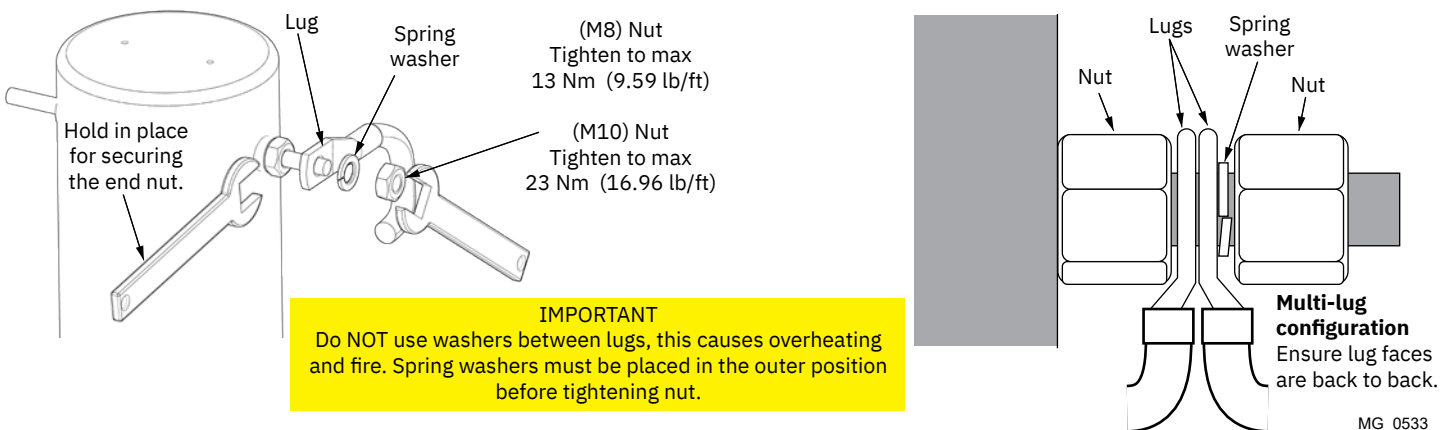 Lug
Spring
washer
(M8) Nut
Tighten to max
13 Nm  (9.59 lb/ft)
(M10) Nut
Tighten to max
23 Nm  (16.96 lb/ft)
Hold in place
for securing
the end nut.
IMPORTANT
Do NOT use washers between lugs, this causes overheating
and fire. Spring washers must be placed in the outer position
before tightening nut.
Lugs
Spring
washer
Nut
Nut
Multi-lug
configuration
Ensure lug faces
are back to back.
MG_0533